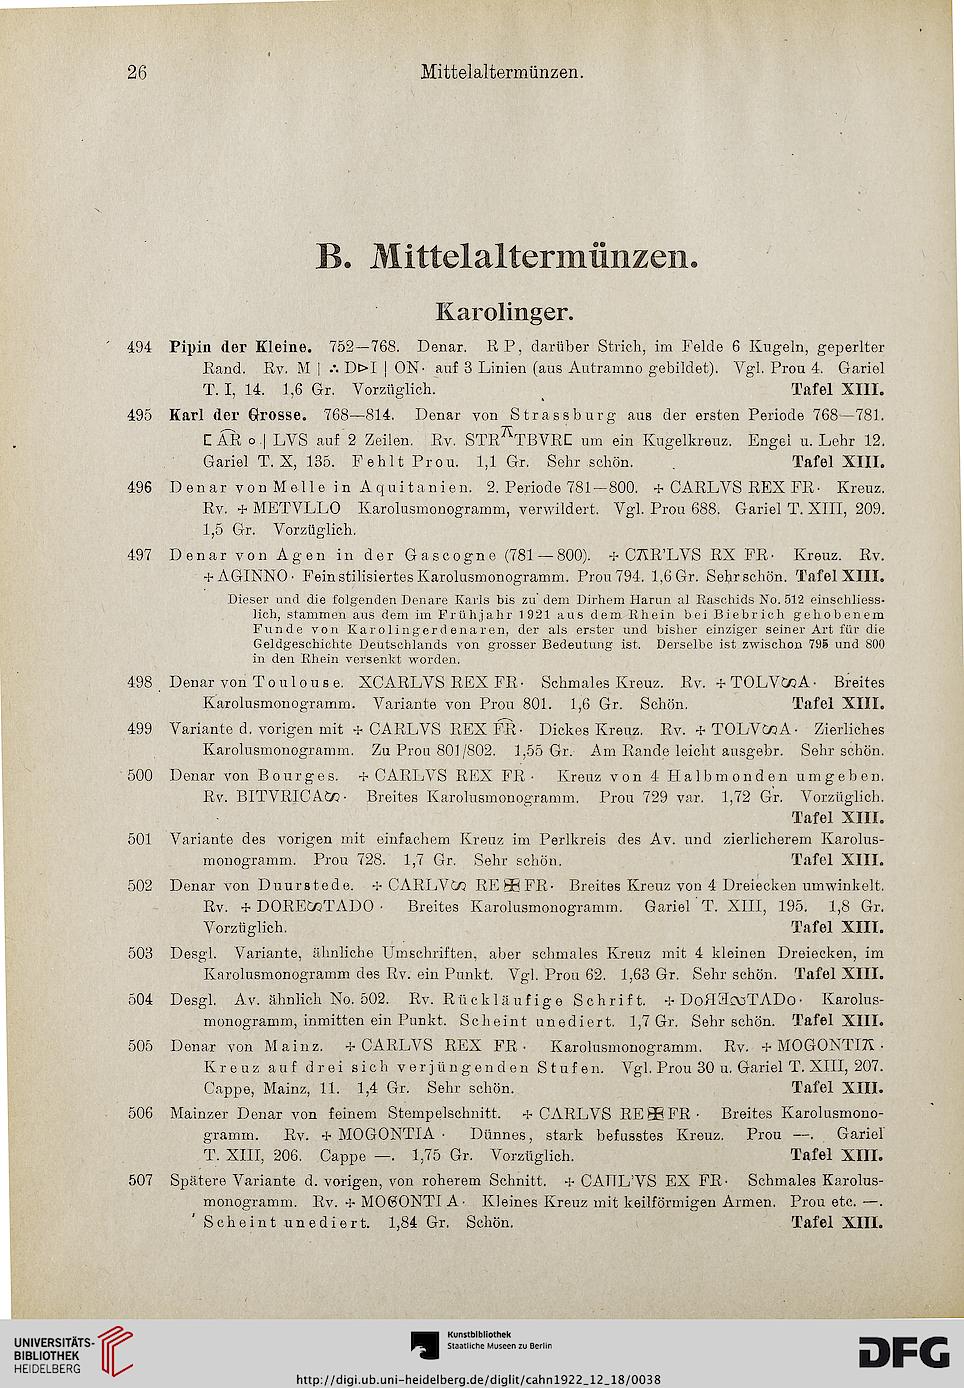 26 Mittelaltermünzen.
B. Mittelaltermünzen.
Karolinger.
494 Pipin der Kleine. 752—768. Denar. R P, darüber Strich, im Felde 6 Kugeln, geperlter
Rand. Rv. M | ∴ D▷I | ON· auf 3 Linien (aus Autramno gebildet). Vgl. Prou 4. Gariel
T. I, 14. 1,6 Gr. Vorzüglich. Tafel XIII.
495 Karl der Grosse. 768—814. Denar von Strassburg aus der ersten Periode 768—781.
C AR o | LVS auf 2 Zeilen. Rv. STRATBVRC um ein Kugelkreuz. Engel u. Lehr 12.
Gariel T. X, 135. Fehlt Prou. 1,1 Gr. Sehr schön. Tafel XIII.
496 Denar von Melle in Aquitanien. 2. Periode 781—800. + CARLVS REX FR· Kreuz.
Rv. + METVLLO Karolusmonogramm, verwildert. Vgl. Prou 688. Gariel T. XIII, 209.
1,5 Gr. Vorzüglich.
497 Denar von Agen in der Gascogne (781—800). + CAR'LVS RX FR· Kreuz. Rv.
+ AGINNO· Fein stilisiertes Karolusmonogramm. Prou 794. 1,6 Gr. Sehr schön. Tafel XIII.
Dieser und die folgenden Denare Karls bis zu dem Dirhem Harun al Raschids No. 512 einschliess-
lich, stammen aus dem im Frühjahr 1921 aus dem Rhein bei Biebrich gehobenem
Funde von Karolingerdenaren, der als erster und bisher einziger seiner Art für die
Geldgeschichte Deutschlands von grosser Bedeutung ist. Derselbe ist zwischen 795 und 800
in den Rhein versenkt worden.
498 Denar von Toulouse. XCARLVS REX FR· Schmales Kreuz. Rv. + TOLVꚙA· Breites
Karolusmonogramm. Variante von Prou 801. 1,6 Gr. Schön. Tafel XIII.
499 Variante d. vorigen mit + CARLVS REX FR· Dickes Kreuz. Rv. + TOLVꚙA· Zierliches
Karolusmonogramm. Zu Prou 801/802. 1,55 Gr. Am Rande leicht ausgebr. Sehr schön.
500 Denar von Bourges. + CARLVS REX FR· Kreuz von 4 Halbmonden umgeben.
Rv. BITVRICAꚙ· Breites Karolusmonogramm. Prou 729 var. 1,72 Gr. Vorzüglich.
Tafel XIII.
501 Variante des vorigen mit einfachem Kreuz im Perlkreis des Av. und zierlicherem Karolus-
monogramm. Prou 728. 1,7 Gr. Sehr schön. Tafel XIII.
502 Denar von Duurstede. + CARLVꚙ RE✠FR· Breites Kreuz von 4 Dreiecken umwinkelt.
Rv. + DOREꚙTADO· Breites Karolusmonogramm. Gariel T. XIII, 195. 1,8 Gr.
Vorzüglich. Tafel XIII.
503 Desgl. Variante, ähnliche Umschriften, aber schmales Kreuz mit 4 kleinen Dreiecken, im
Karolusmonogramm des Rv. ein Punkt. Vgl. Prou 62. 1,63 Gr. Sehr schön. Tafel XIII.
504 Desgl. Av. ähnlich No. 502. Rv. Rückläufige Schrift. + DoЯƎꚙTADo· Karolus-
monogramm, inmitten ein Punkt. Scheint unediert. 1,7 Gr. Sehr schön. Tafel XIII.
505 Denar von Mainz. + CARLVS REX FR· Karolusmonogramm. Rv. + MOGONTIA·
Kreuz auf drei sich verjüngenden Stufen. Vgl. Prou 30 u. Gariel T. XIII, 207.
Cappe, Mainz, 11. 1,4 Gr. Sehr schön. Tafel XIII.
506 Mainzer Denar von feinem Stempelschnitt. + CARLVS RE✠FR· Breites Karolusmono-
gramm. Rv. + MOGONTIA· Dünnes, stark befusstes Kreuz. Prou —. Gariel
T. XIII, 206. Cappe —. 1,75 Gr. Vorzüglich. Tafel XIII.
507 Spätere Variante d. vorigen, von roherem Schnitt. + CAΠL'VS EX FR· Schmales Karolus-
monogramm. Rv. + MOGONTI A· Kleines Kreuz mit keilförmigen Armen. Prou etc. —.
Scheint unediert. 1,84 Gr. Schön. Tafel XIII.
UNIVERSITÄTS-
BIBLIOTHEK
HEIDELBERG
Kunstbibliothek
Staatliche Museen zu Berlin
DFG
http://digi.ub.uni-heidelberg.de/diglit/cahn1922_12_18/0038